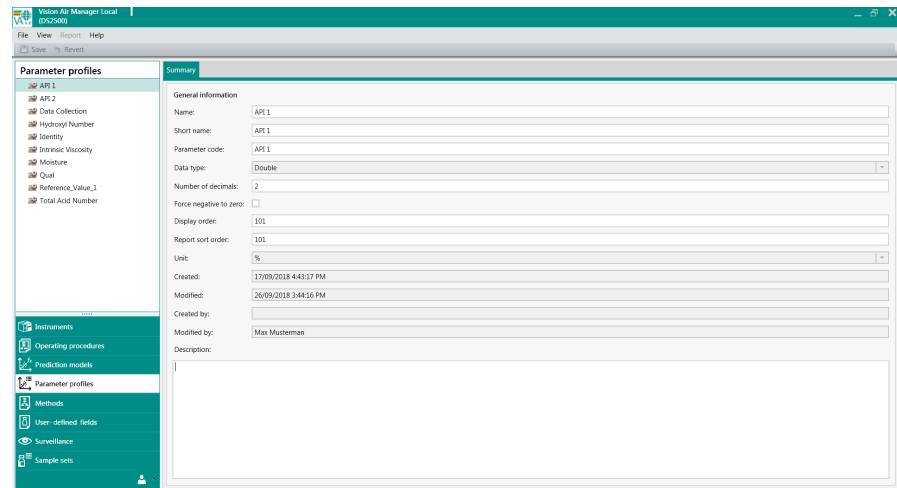 Vision Air Manager Local
(DS2500)
File View Report Help
Save Revert
Parameter profiles
API 1
API 2
Data Collection
Hydroxyl Number
Identity
Intrinsic Viscosity
Moisture
Qual
Reference_Value_1
Total Acid Number
Instruments
Operating procedures
Prediction models
Parameter profiles
Methods
User-defined fields
Surveillance
Sample sets
Summary
General information
Name: API 1
Short name: API 1
Parameter code: API 1
Data type: Double
Number of decimals: 2
Force negative to zero:
Display order: 101
Report sort order: 101
Unit: %
Created: 17/09/2018 4:43:17 PM
Modified: 26/09/2018 3:44:16 PM
Created by:
Modified by: Max Musterman
Description: